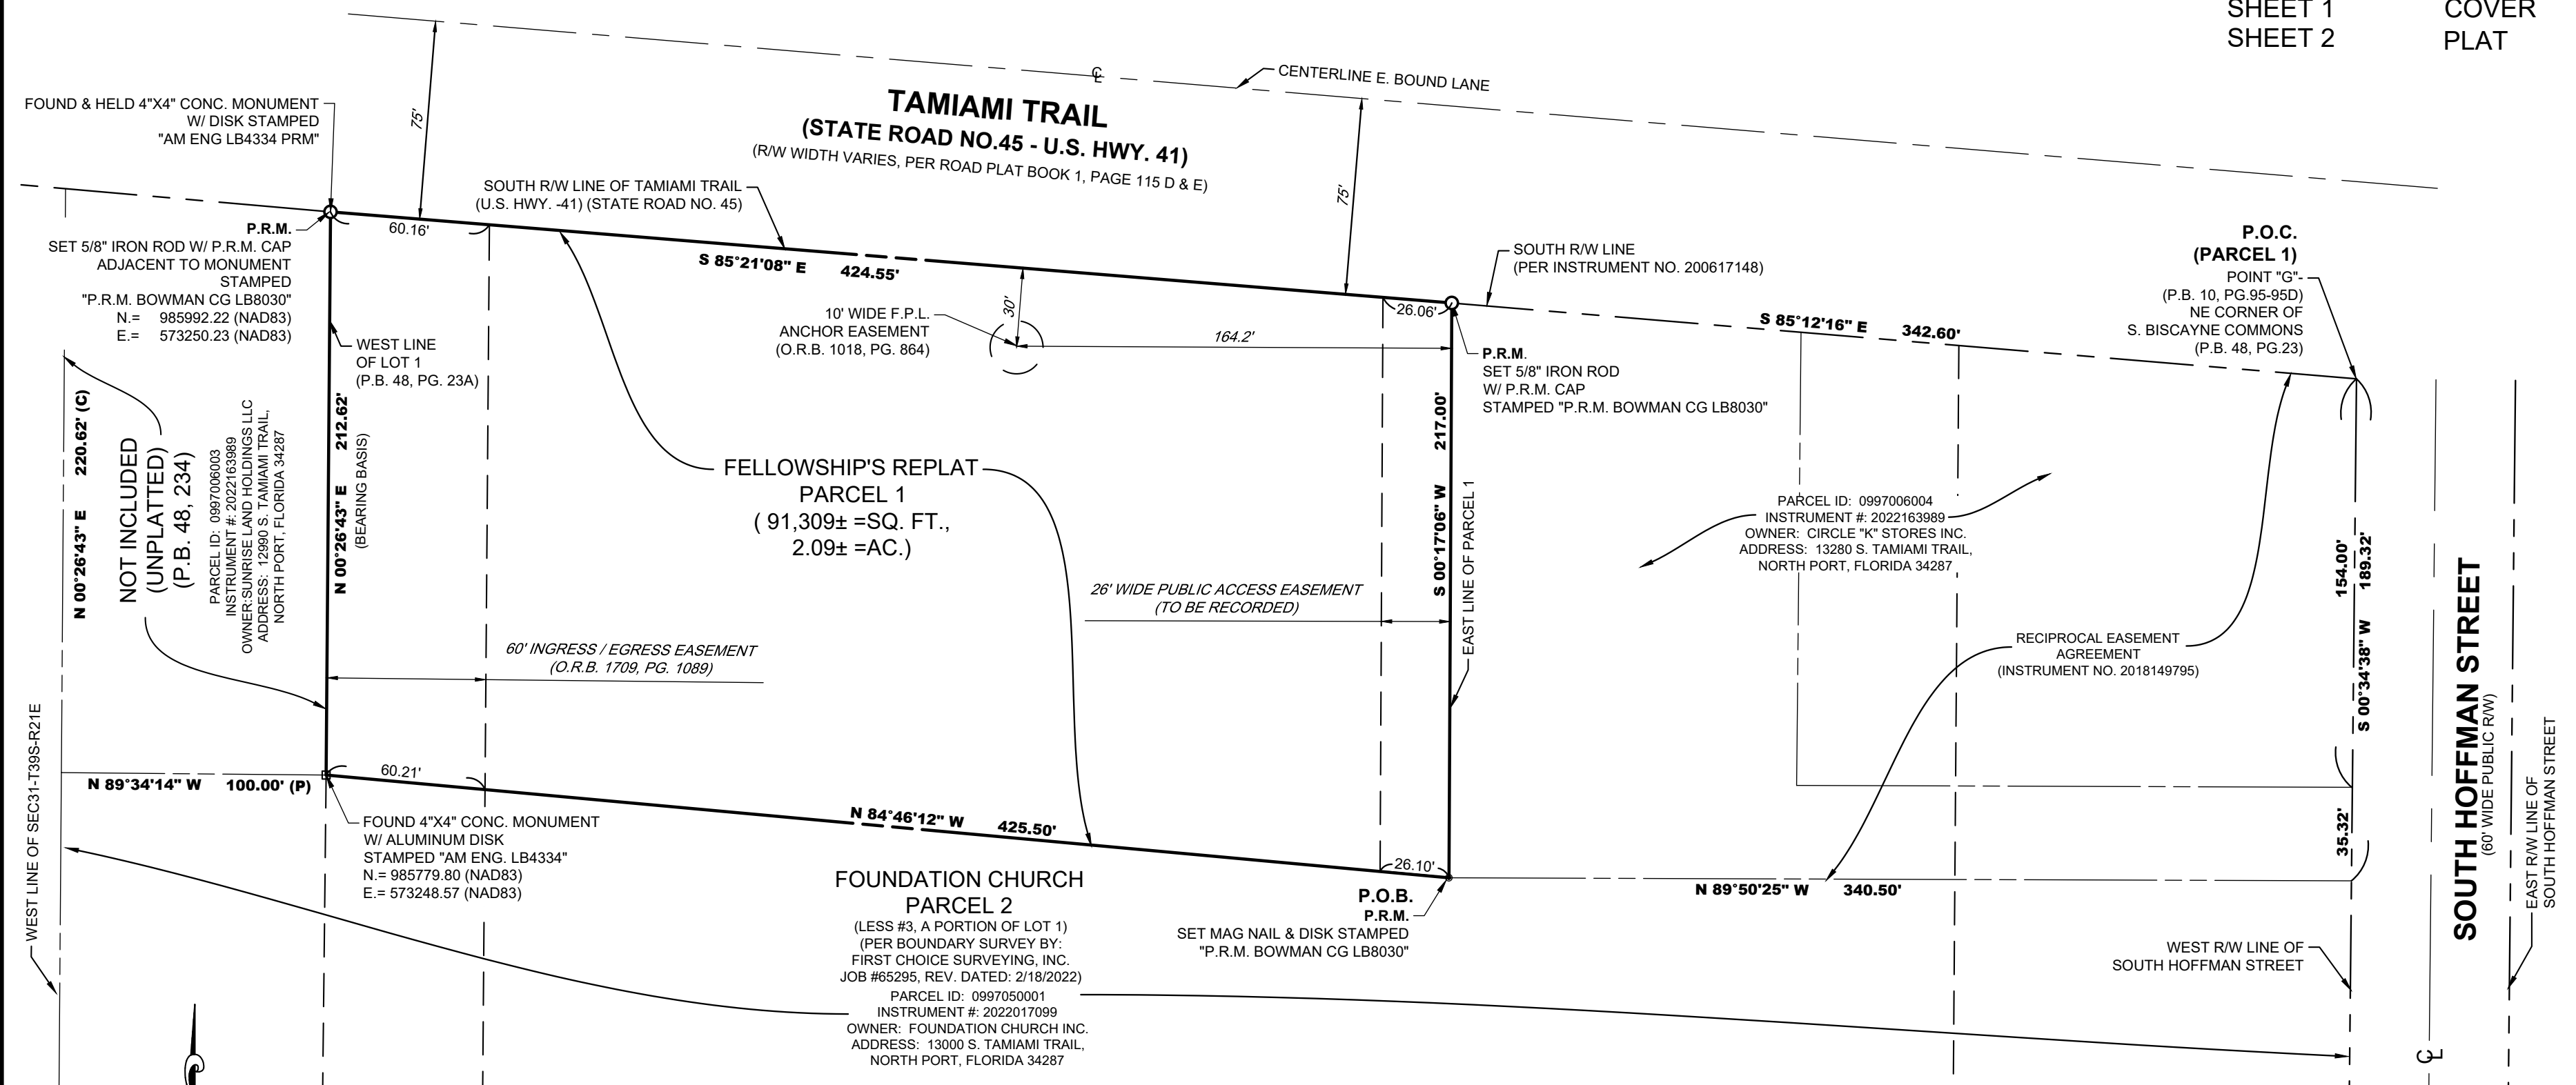 SHEET 1 COVER
SHEET 2 PLAT
CENTERLINE E. BOUND LANE
TAMIAMI TRAIL
(STATE ROAD NO.45 - U.S. HWY. 41)
(R/W WIDTH VARIES, PER ROAD PLAT BOOK 1, PAGE 115 D & E)
75'
75'
FOUND & HELD 4"X4" CONC. MONUMENT
W/ DISK STAMPED
"AM ENG LB4334 PRM"
SOUTH R/W LINE OF TAMIAMI TRAIL
(U.S. HWY. -41) (STATE ROAD NO. 45)
P.R.M.
SET 5/8" IRON ROD W/ P.R.M. CAP
ADJACENT TO MONUMENT
STAMPED
"P.R.M. BOWMAN CG LB8030"
N.= 985992.22 (NAD83)
E.= 573250.23 (NAD83)
60.16'
S 85°21'08" E 424.55'
26.06'
SOUTH R/W LINE
(PER INSTRUMENT NO. 200617148)
P.O.C.
(PARCEL 1)
POINT "G"-
(P.B. 10, PG.95-95D)
NE CORNER OF
S. BISCAYNE COMMONS
(P.B. 48, PG.23)
S 85°12'16" E 342.60'
WEST LINE
OF LOT 1
(P.B. 48, PG. 23A)
10' WIDE F.P.L.
ANCHOR EASEMENT
(O.R.B. 1018, PG. 864)
30'
164.2'
P.R.M.
SET 5/8" IRON ROD
W/ P.R.M. CAP
STAMPED "P.R.M. BOWMAN CG LB8030"
N 00°26'43" E 220.62' (C)
NOT INCLUDED
(UNPLATTED)
(P.B. 48, 234)
PARCEL ID: 0997006003
INSTRUMENT #: 2022163989
OWNER:SUNRISE LAND HOLDINGS LLC
ADDRESS: 12990 S. TAMIAMI TRAIL,
NORTH PORT, FLORIDA 34287
N 00°26'43" E 212.62'
(BEARING BASIS)
FELLOWSHIP'S REPLAT
PARCEL 1
( 91,309± =SQ. FT.,
2.09± =AC.)
S 00°17'06" W 217.00'
EAST LINE OF PARCEL 1
PARCEL ID: 0997006004
INSTRUMENT #: 2022163989
OWNER: CIRCLE "K" STORES INC.
ADDRESS: 13280 S. TAMIAMI TRAIL,
NORTH PORT, FLORIDA 34287
26' WIDE PUBLIC ACCESS EASEMENT
(TO BE RECORDED)
60' INGRESS / EGRESS EASEMENT
(O.R.B. 1709, PG. 1089)
RECIPROCAL EASEMENT
AGREEMENT
(INSTRUMENT NO. 2018149795)
154.00'
S 00°34'38" W 189.32'
35.32'
SOUTH HOFFMAN STREET
(60' WIDE PUBLIC R/W)
EAST R/W LINE OF
SOUTH HOFFMAN STREET
WEST LINE OF SEC31-T39S-R21E
N 89°34'14" W 100.00' (P)
60.21'
N 84°46'12" W 425.50'
26.10'
FOUND 4"X4" CONC. MONUMENT
W/ ALUMINUM DISK
STAMPED "AM ENG. LB4334"
N.= 985779.80 (NAD83)
E.= 573248.57 (NAD83)
FOUNDATION CHURCH
PARCEL 2
(LESS #3, A PORTION OF LOT 1)
(PER BOUNDARY SURVEY BY:
FIRST CHOICE SURVEYING, INC.
JOB #65295, REV. DATED: 2/18/2022)
PARCEL ID: 0997050001
INSTRUMENT #: 2022017099
OWNER: FOUNDATION CHURCH INC.
ADDRESS: 13000 S. TAMIAMI TRAIL,
NORTH PORT, FLORIDA 34287
P.O.B.
P.R.M.
SET MAG NAIL & DISK STAMPED
"P.R.M. BOWMAN CG LB8030"
N 89°50'25" W 340.50'
WEST R/W LINE OF
SOUTH HOFFMAN STREET